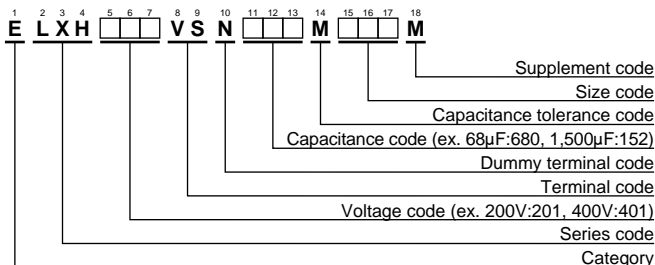 1 2 3 4 5 6 7 8 9 10 11 12 13 14 15 16 17 18
E LXH VS N M M
Supplement code
Size code
Capacitance tolerance code
Capacitance code (ex. 68μF:680, 1,500μF:152)
Dummy terminal code
Terminal code
Voltage code (ex. 200V:201, 400V:401)
Series code
Category